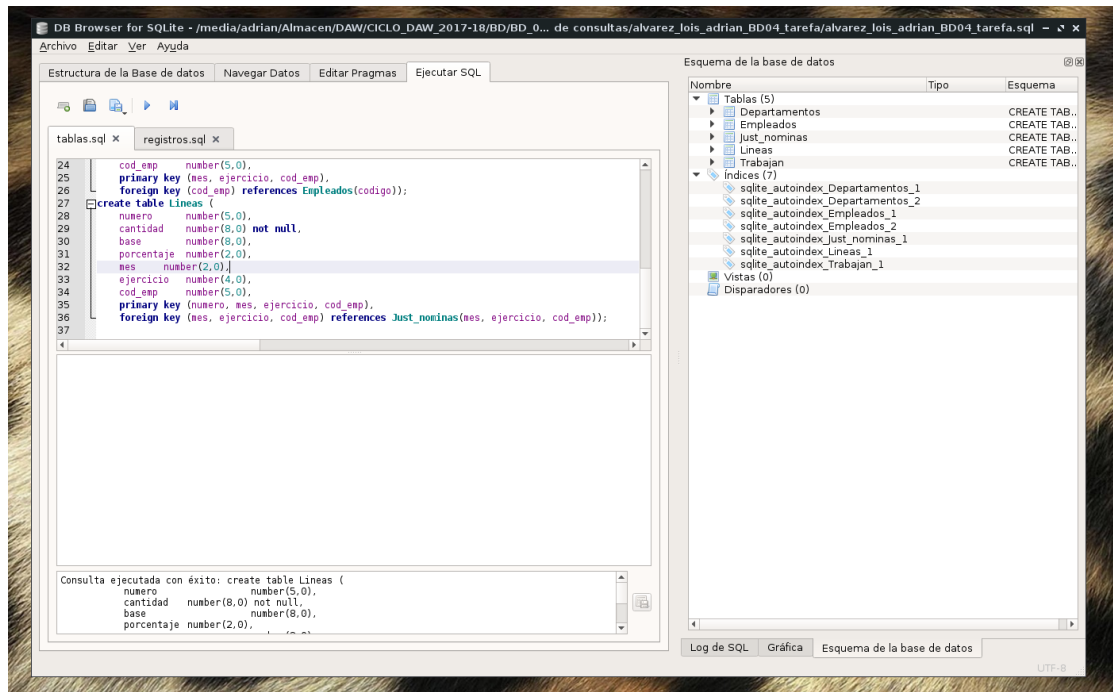 DB Browser for SQLite - /media/adrian/Almacen/DAW/CICLO_DAW_2017-18/BD/BD_0... de consultas/alvarez_lois_adrian_BD04_tarefa/alvarez_lois_adrian_BD04_tarefa.sql
Archivo Editar Ver Ayuda
Estructura de la Base de datos Navegar Datos Editar Pragmas Ejecutar SQL
tablas.sql registros.sql
24 cod_emp number(5,0),
25 primary key (mes, ejercicio, cod_emp),
26 foreign key (cod_emp) references Empleados(codigo));
27 create table Lineas (
28 numero number(5,0),
29 cantidad number(8,0) not null,
30 base number(8,0),
31 porcentaje number(2,0),
32 mes number(2,0),
33 ejercicio number(4,0),
34 cod_emp number(5,0),
35 primary key (numero, mes, ejercicio, cod_emp),
36 foreign key (mes, ejercicio, cod_emp) references Just_nominas(mes, ejercicio, cod_emp));
37
Consulta ejecutada con éxito: create table Lineas (
numero number(5,0),
cantidad number(8,0) not null,
base number(8,0),
porcentaje number(2,0),
Esquema de la base de datos
Nombre Tipo Esquema
Tablas (5)
Departamentos CREATE TAB...
Empleados CREATE TAB...
Just_nominas CREATE TAB...
Lineas CREATE TAB...
Trabajan CREATE TAB...
Índices (7)
sqlite_autoindex_Departamentos_1
sqlite_autoindex_Departamentos_2
sqlite_autoindex_Empleados_1
sqlite_autoindex_Empleados_2
sqlite_autoindex_Just_nominas_1
sqlite_autoindex_Lineas_1
sqlite_autoindex_Trabajan_1
Vistas (0)
Disparadores (0)
Log de SQL Gráfica Esquema de la base de datos
UTF-8